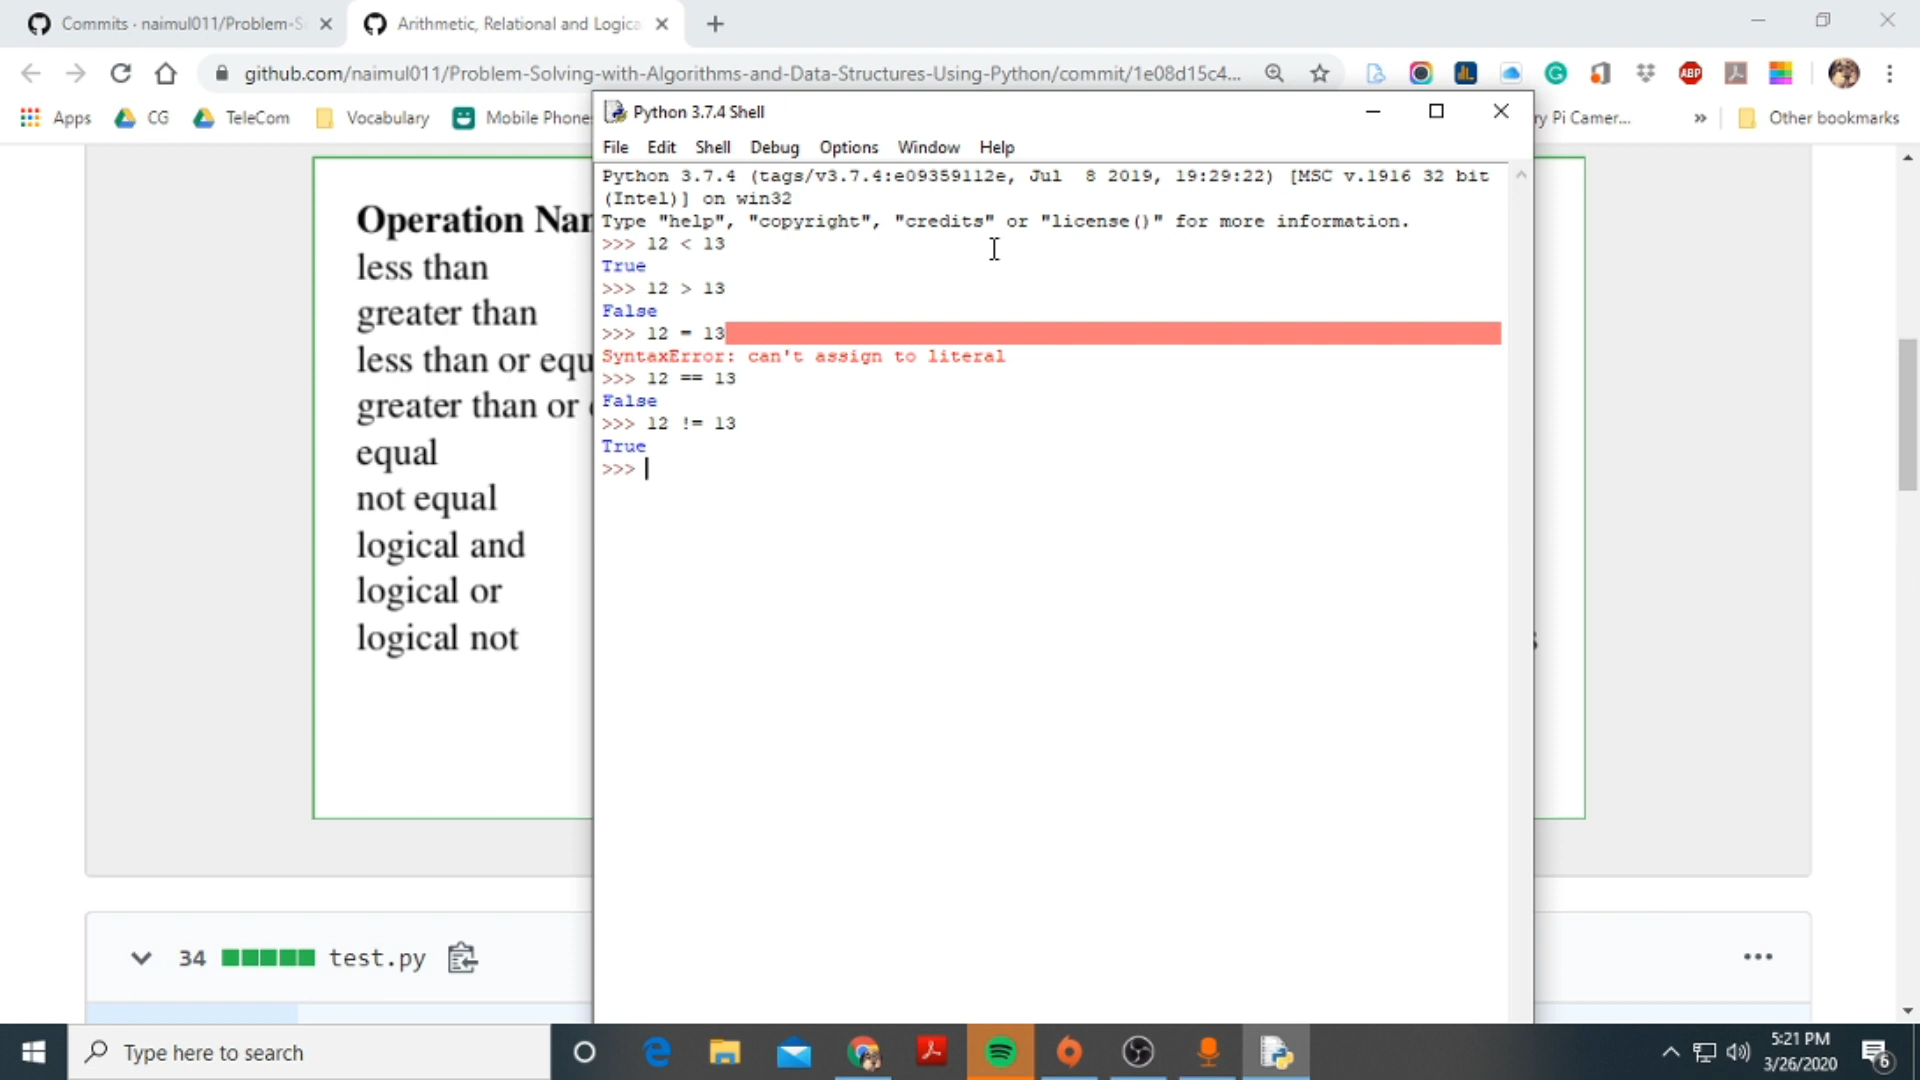 Commits · naimul011/Problem-S
Arithmetic, Relational and Logica
github.com/naimul011/Problem-Solving-with-Algorithms-and-Data-Structures-Using-Python/commit/1e08d15c4...
ABP
Apps
CG
TeleCom
Vocabulary
Mobile Phone
ry Pi Camer...
»
Other bookmarks
Python 3.7.4 Shell
File Edit Shell Debug Options Window Help
Python 3.7.4 (tags/v3.7.4:e09359112e, Jul  8 2019, 19:29:22) [MSC v.1916 32 bit
(Intel)] on win32
Type "help", "copyright", "credits" or "license()" for more information.
>>> 12 < 13
True
>>> 12 > 13
False
>>> 12 = 13
SyntaxError: can't assign to literal
>>> 12 == 13
False
>>> 12 != 13
True
>>>
Operation Nam
less than
greater than
less than or equ
greater than or
equal
not equal
logical and
logical or
logical not
34
test.py
Type here to search
5:21 PM
3/26/2020
6